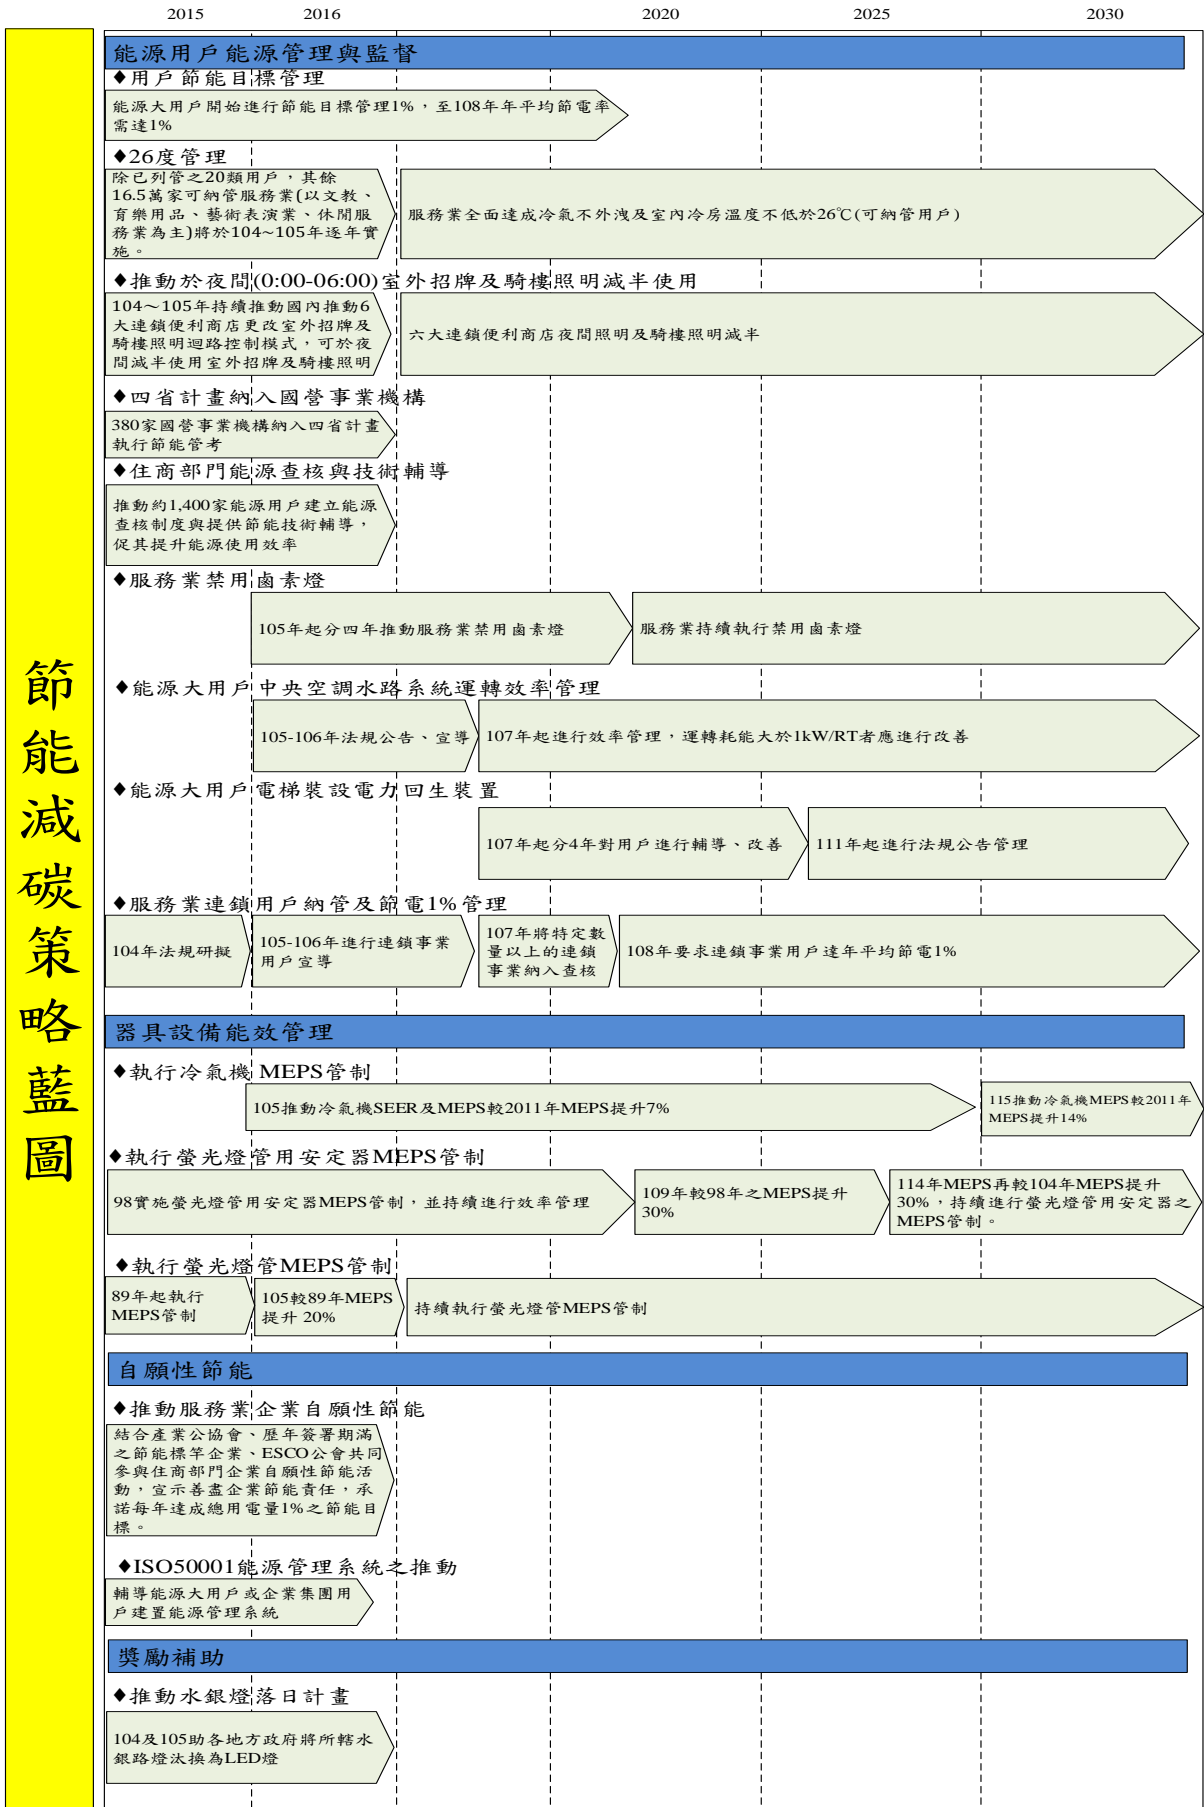 2015 2016 2020 2025 2030
節能減碳策略藍圖
能源用戶能源管理與監督
♦用戶節能目標管理
能源大用戶開始進行節能目標管理1%，至108年年平均節電率
需達1%
♦26度管理
除已列管之20類用戶，其餘
16.5萬家可納管服務業(以文教、
育樂用品、藝術表演業、休閒服
務業為主)將於104~105年逐年實
施。
服務業全面達成冷氣不外洩及室內冷房溫度不低於26℃(可納管用戶)
♦推動於夜間(0:00-06:00)室外招牌及騎樓照明減半使用
104～105年持續推動國內推動6
大連鎖便利商店更改室外招牌及
騎樓照明迴路控制模式，可於夜
間減半使用室外招牌及騎樓照明
六大連鎖便利商店夜間照明及騎樓照明減半
♦四省計畫納入國營事業機構
380家國營事業機構納入四省計畫
執行節能管考
♦住商部門能源查核與技術輔導
推動約1,400家能源用戶建立能源
查核制度與提供節能技術輔導，
促其提升能源使用效率
♦服務業禁用鹵素燈
105年起分四年推動服務業禁用鹵素燈
服務業持續執行禁用鹵素燈
♦能源大用戶中央空調水路系統運轉效率管理
105-106年法規公告、宣導
107年起進行效率管理，運轉耗能大於1kW/RT者應進行改善
♦能源大用戶電梯裝設電力回生裝置
107年起分4年對用戶進行輔導、改善
111年起進行法規公告管理
♦服務業連鎖用戶納管及節電1%管理
104年法規研擬
105-106年進行連鎖事業
用戶宣導
107年將特定數
量以上的連鎖
事業納入查核
108年要求連鎖事業用戶達年平均節電1%
器具設備能效管理
♦執行冷氣機 MEPS管制
105推動冷氣機SEER及MEPS較2011年MEPS提升7%
115推動冷氣機MEPS較2011年
MEPS提升14%
♦執行螢光燈管用安定器MEPS管制
98實施螢光燈管用安定器MEPS管制，並持續進行效率管理
109年較98年之MEPS提升
30%
114年MEPS再較104年MEPS提升
30%，持續進行螢光燈管用安定器之
MEPS管制。
♦執行螢光燈管MEPS管制
89年起執行
MEPS管制
105較89年MEPS
提升 20%
持續執行螢光燈管MEPS管制
自願性節能
♦推動服務業企業自願性節能
結合產業公協會、歷年簽署期滿
之節能標竿企業、ESCO公會共同
參與住商部門企業自願性節能活
動，宣示善盡企業節能責任，承
諾每年達成總用電量1%之節能目
標。
♦ISO50001能源管理系統之推動
輔導能源大用戶或企業集團用
戶建置能源管理系統
獎勵補助
♦推動水銀燈落日計畫
104及105助各地方政府將所轄水
銀路燈汰換為LED燈